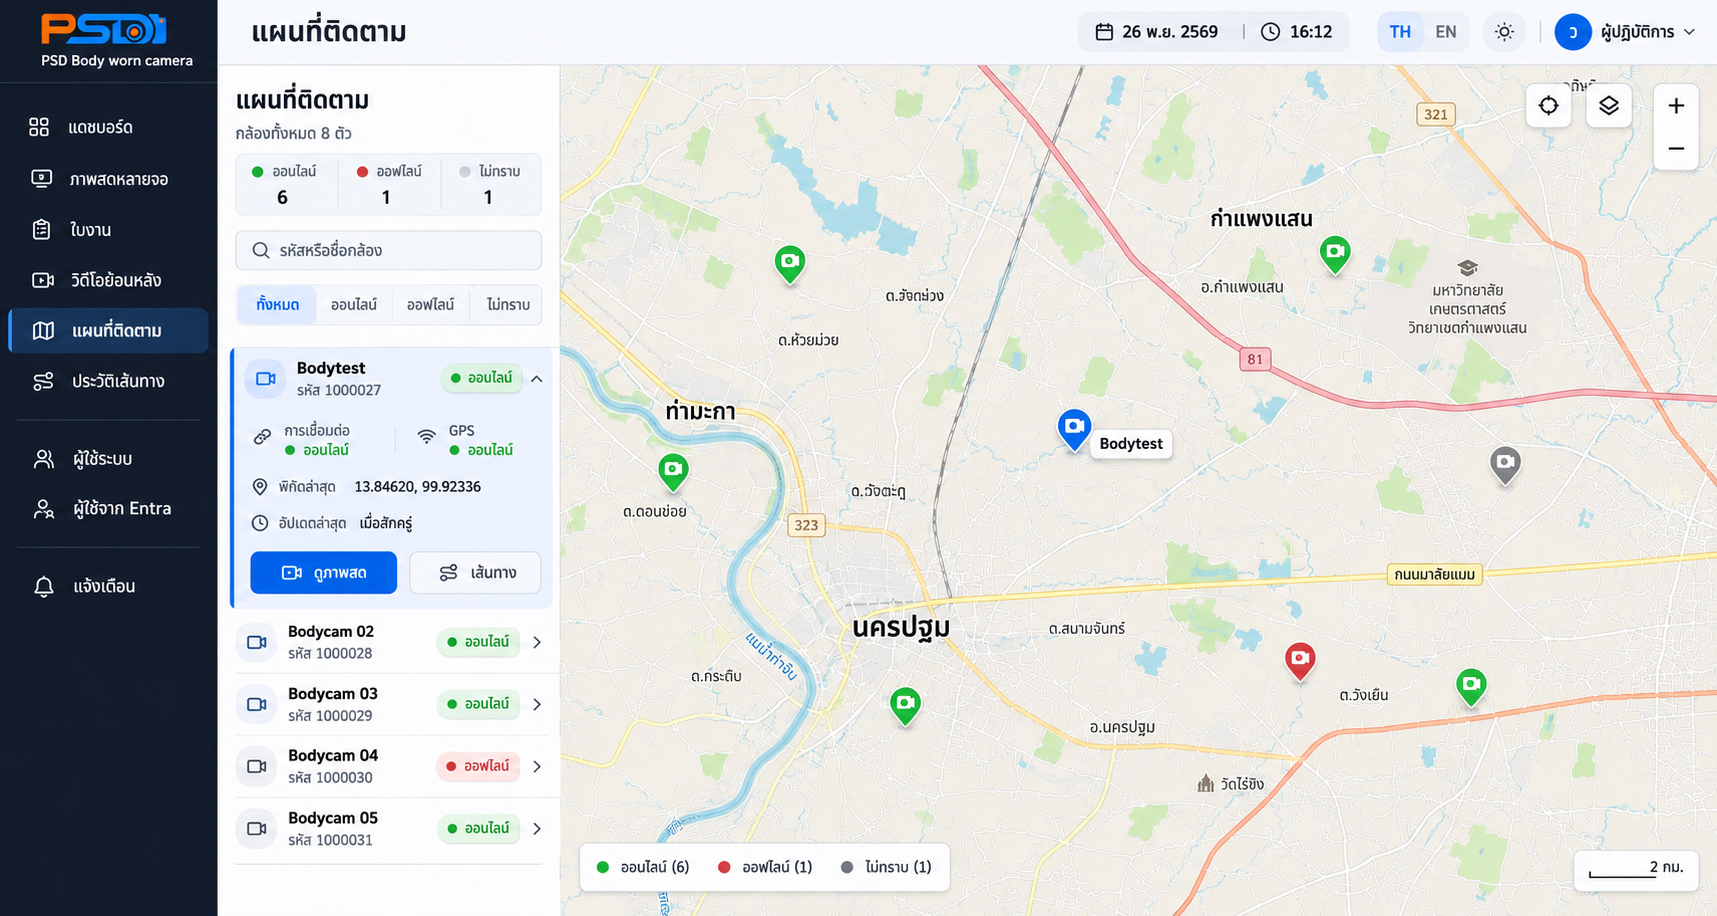 PSD
PSD Body worn camera
แดชบอร์ด
ภาพสดหลายจอ
ใบงาน
วิดีโอย้อนหลัง
แผนที่ติดตาม
ประวัติเส้นทาง
ผู้ใช้ระบบ
ผู้ใช้จาก Entra
แจ้งเตือน
แผนที่ติดตาม
26 พ.ย. 2569
16:12
TH EN
ว
ผู้ปฏิบัติการ
แผนที่ติดตาม
กล้องทั้งหมด 8 ตัว
ออนไลน์ ออฟไลน์ ไม่ทราบ
6 1 1
รหัสหรือชื่อกล้อง
ทั้งหมด ออนไลน์ ออฟไลน์ ไม่ทราบ
Bodytest
รหัส 1000027
ออนไลน์
การเชื่อมต่อ
ออนไลน์
GPS
ออนไลน์
พิกัดล่าสุด 13.84620, 99.92336
อัปเดตล่าสุด เมื่อสักครู่
ดูภาพสด
เส้นทาง
Bodycam 02
รหัส 1000028
ออนไลน์
Bodycam 03
รหัส 1000029
ออนไลน์
Bodycam 04
รหัส 1000030
ออฟไลน์
Bodycam 05
รหัส 1000031
ออนไลน์
321
กำแพงแสน
อ.กำแพงแสน
มหาวิทยาลัย
เกษตรศาสตร์
วิทยาเขตกำแพงแสน
ต.ห้วยม่วย
81
ท่ามะกา
Bodytest
ต.ดอนข่อย
323
ถนนมาลัยแมน
นครปฐม
ต.สนามจันทร์
แม่น้ำท่าจีน
ต.กระตีบ
ต.วังเย็น
อ.นครปฐม
วัดไร่ขิง
ออนไลน์ (6) ออฟไลน์ (1) ไม่ทราบ (1)
2 กม.